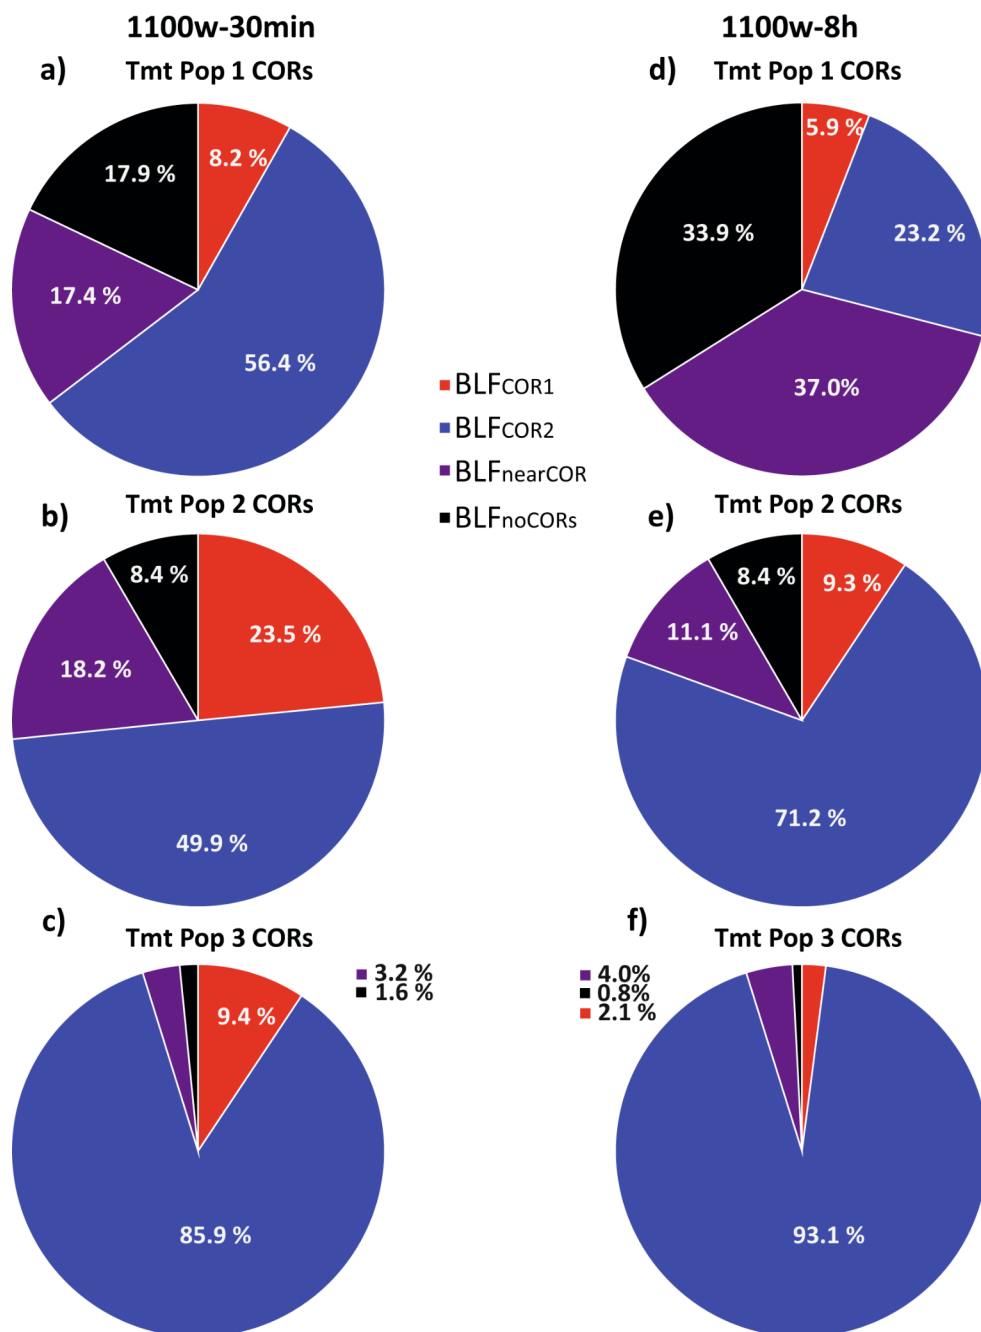 1100w-30min
a) Tmt Pop 1 CORs
8.2 %
17.9 %
17.4 %
56.4 %
b) Tmt Pop 2 CORs
8.4 %
23.5 %
18.2 %
49.9 %
c) Tmt Pop 3 CORs
3.2 %
1.6 %
9.4 %
85.9 %
BLFCOR1
BLFCOR2
BLFnearCOR
BLFnoCORs
1100w-8h
d) Tmt Pop 1 CORs
5.9 %
33.9 %
23.2 %
37.0%
e) Tmt Pop 2 CORs
8.4 %
9.3 %
11.1 %
71.2 %
f) Tmt Pop 3 CORs
4.0%
0.8%
2.1 %
93.1 %